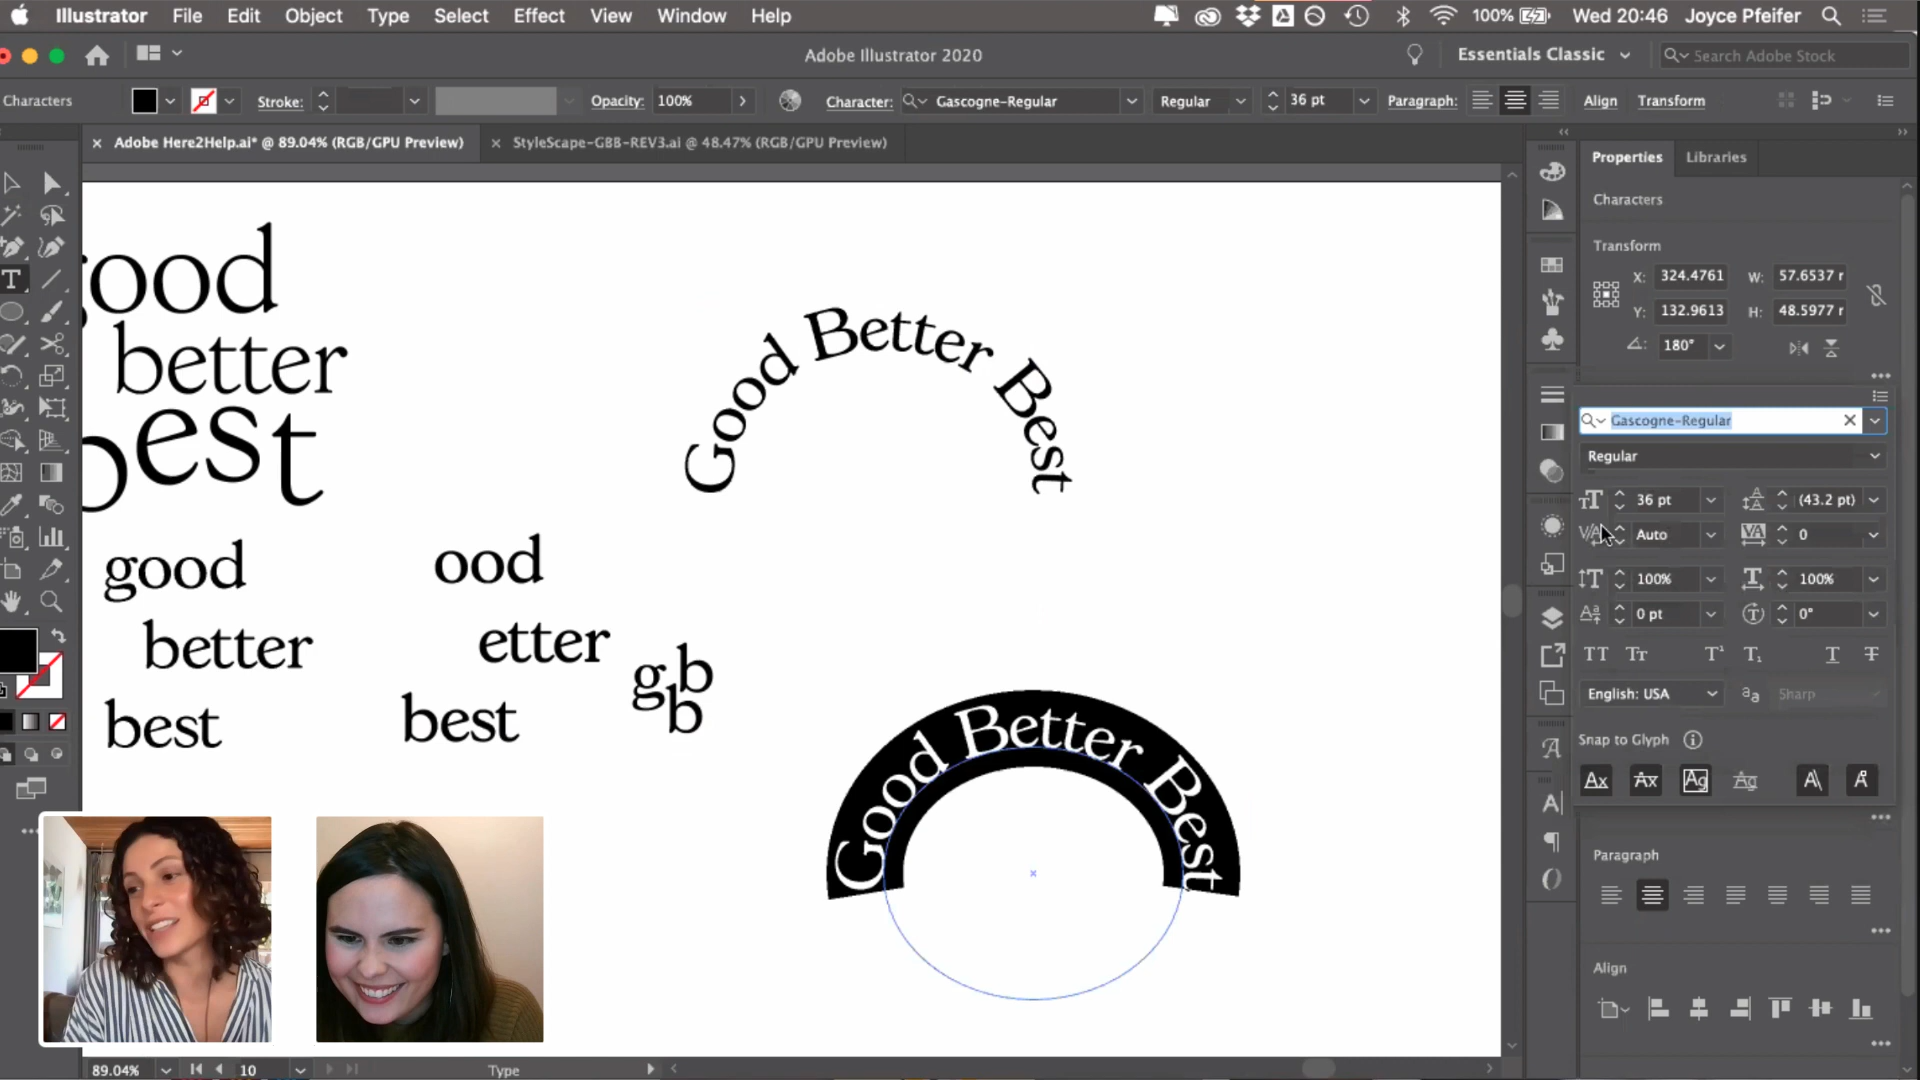 Illustrator File Edit Object Type Select Effect View Window Help 100% Wed 20:46 Joyce Pfeifer
Adobe Illustrator 2020 Essentials Classic Search Adobe Stock
Characters Stroke: Opacity: 100% Character: Gascogne-Regular Regular 36 pt Paragraph: Align Transform
Adobe Here2Help.ai* @ 89.04% (RGB/GPU Preview) StyleScape-GBB-REV3.ai @ 48.47% (RGB/GPU Preview)
Properties Libraries
Characters
Transform
X: 324.4761 W: 57.6537 r
Y: 132.9613 H: 48.5977 r
180°
Gascogne-Regular
Regular
36 pt (43.2 pt)
Auto 0
100% 100%
0 pt 0°
English: USA Sharp
Snap to Glyph
Paragraph
Align
good
better
best
Good Better Best
good
better
best
ood
etter
best
g b
b
Good Better Best
89.04% 10 Type